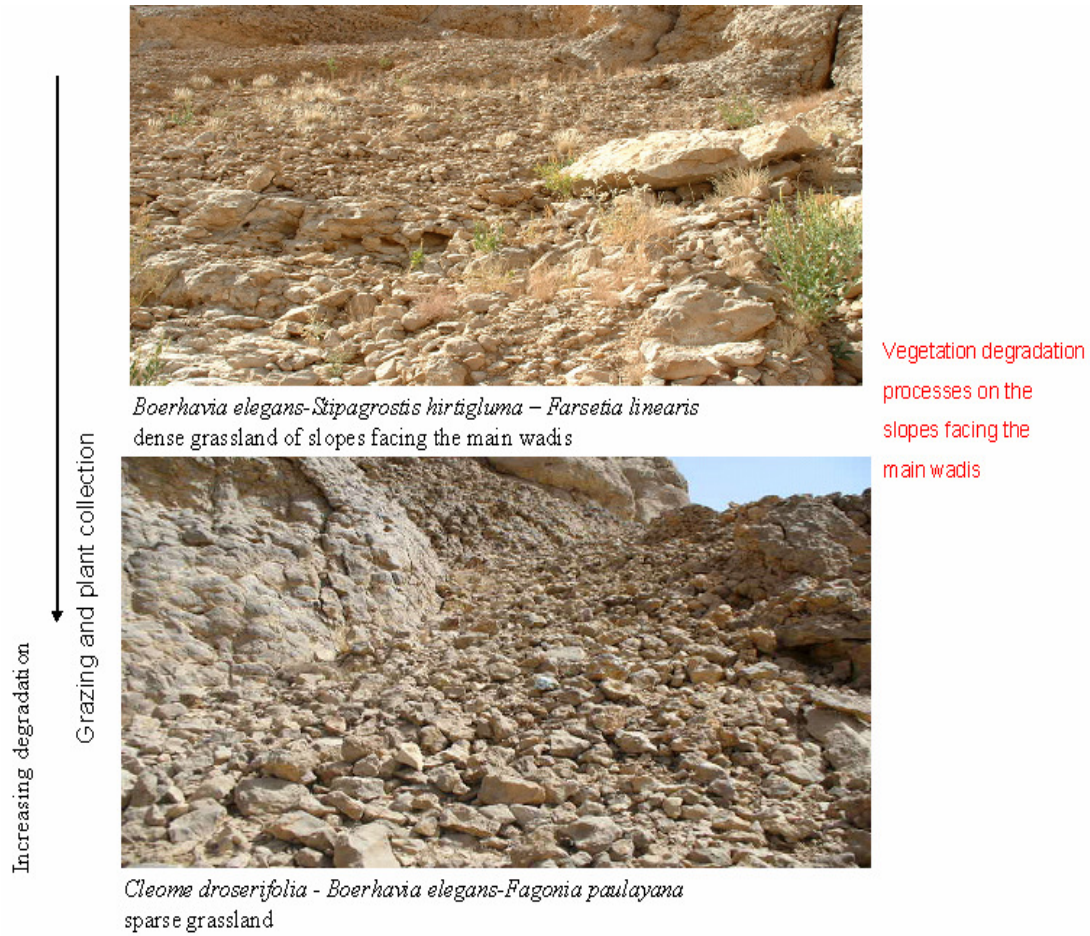 Boerhavia elegans-Stipagrostis hirtigluma – Farsetia linearis
dense grassland of slopes facing the main wadis
Vegetation degradation
processes on the
slopes facing the
main wadis
Grazing and plant collection
Increasing degradation
Cleome droserifolia - Boerhavia elegans-Fagonia paulayana
sparse grassland